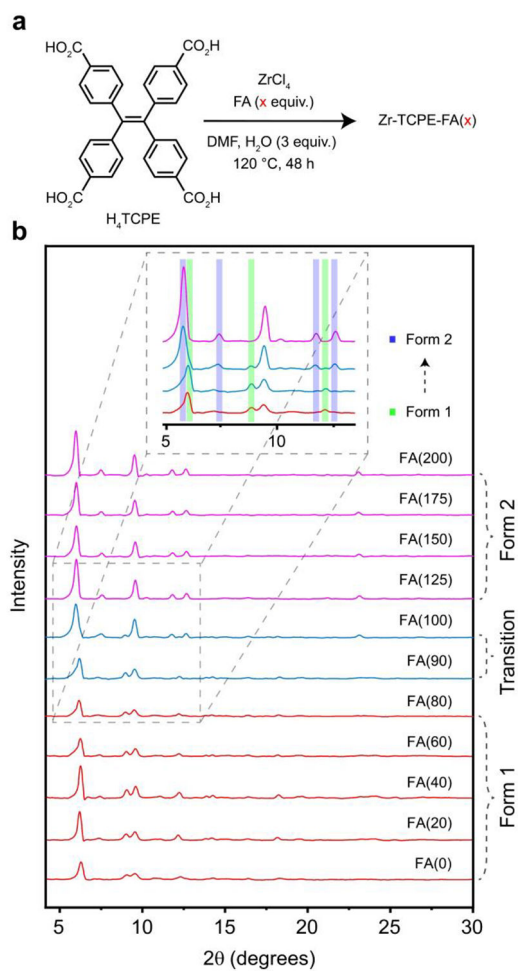 a
HO₂C
CO₂H
HO₂C
CO₂H
H₄TCPE
ZrCl₄
FA (x equiv.)
DMF, H₂O (3 equiv.)
120 °C, 48 h
Zr-TCPE-FA(x)
b
Form 2
Form 1
5
10
FA(200)
FA(175)
FA(150)
FA(125)
FA(100)
FA(90)
FA(80)
FA(60)
FA(40)
FA(20)
FA(0)
Form 2
Transition
Form 1
Intensity
5
10
15
20
25
30
2θ (degrees)